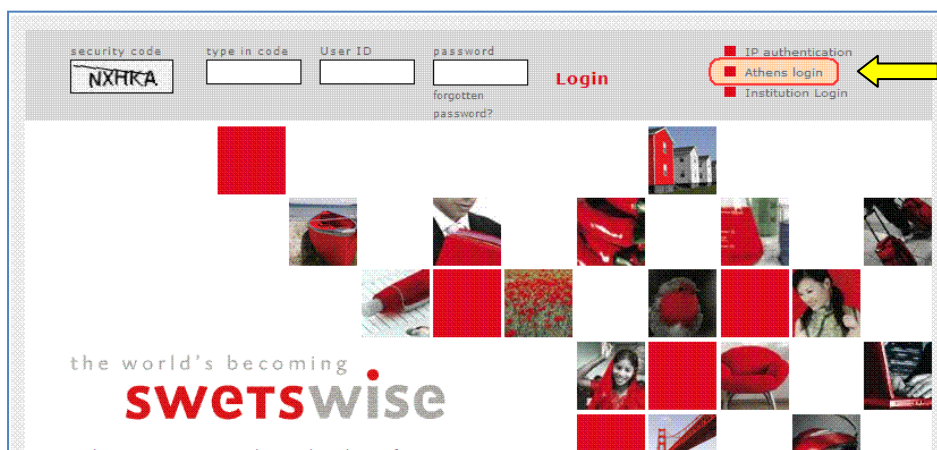 security code type in code User ID password
NXHKA
Login
forgotten
password?
IP authentication
Athens login
Institution Login
the world's becoming
swetswise